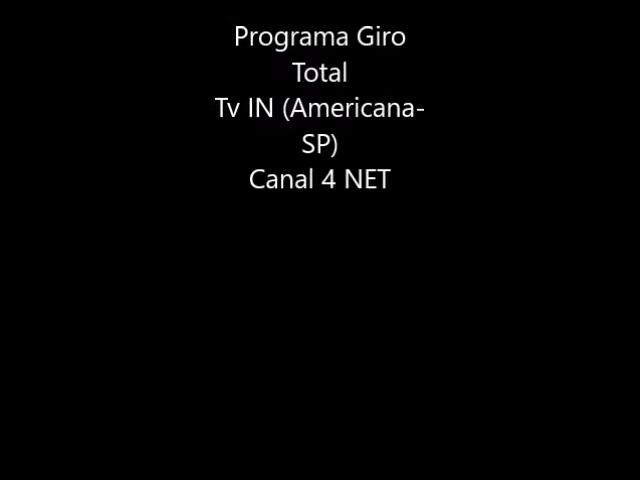 Programa Giro
Total
Tv IN (Americana-
SP)
Canal 4 NET